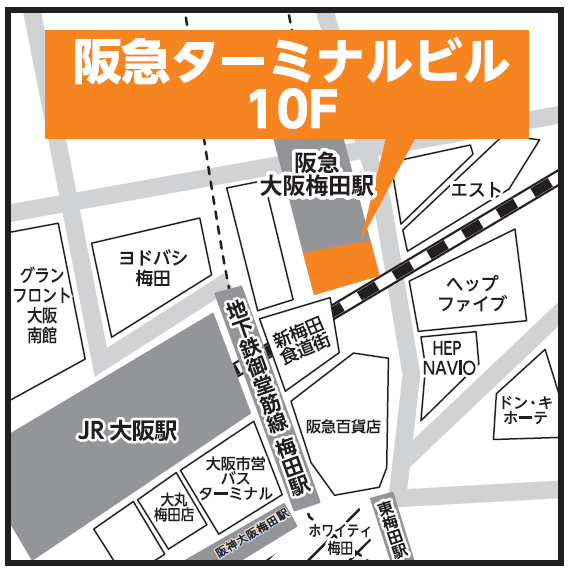 阪急ターミナルビル
10F
阪急
大阪梅田駅
エスト
ヨドバシ
梅田
グラン
フロント
大阪
南館
ヘップ
ファイブ
地下鉄御堂筋線 梅田駅
新梅田
食道街
HEP
NAVIO
ドン・キ
ホーテ
JR 大阪駅
阪急百貨店
大阪市営
バス
ターミナル
大丸
梅田店
阪神大阪梅田駅
ホワイティ
梅田
東梅田駅